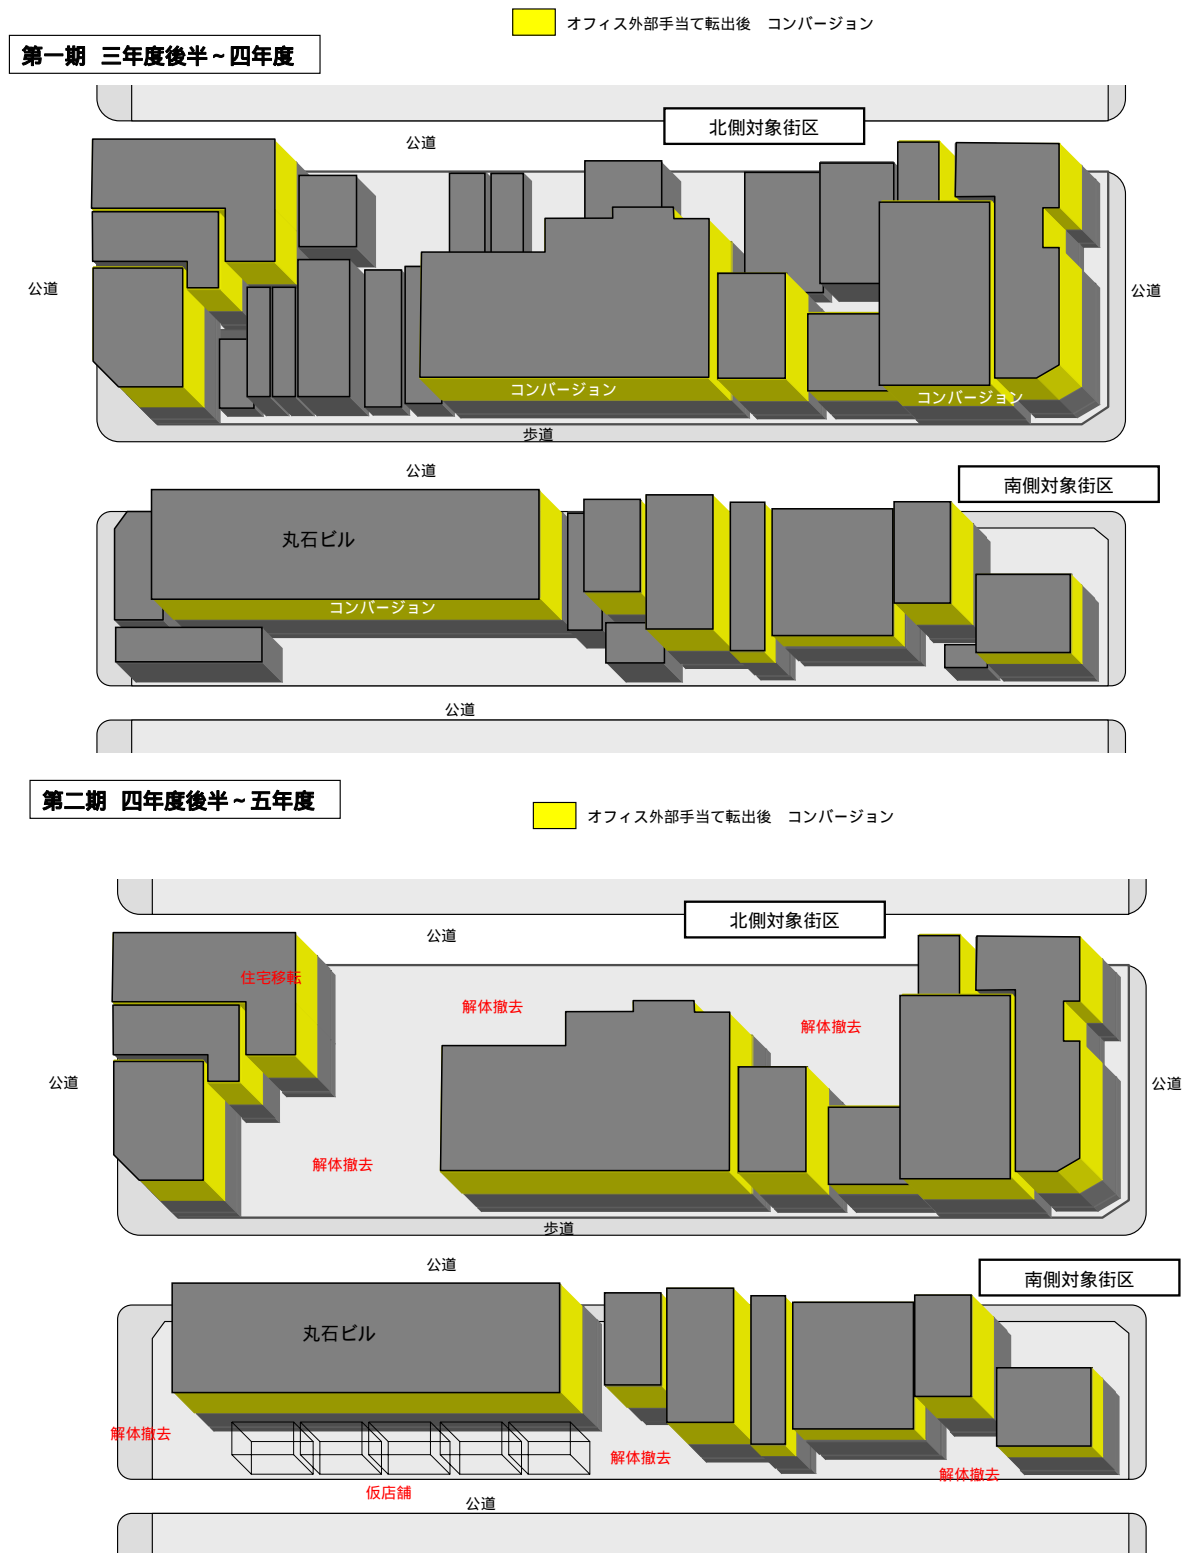 オフィス外部手当て転出後　コンバージョン
第一期 三年度後半～四年度
北側対象街区
公道
公道
公道
コンバージョン
コンバージョン
歩道
公道
南側対象街区
丸石ビル
コンバージョン
公道
第二期 四年度後半～五年度
オフィス外部手当て転出後　コンバージョン
北側対象街区
公道
住宅移転
解体撤去
解体撤去
公道
公道
解体撤去
歩道
公道
南側対象街区
丸石ビル
解体撤去
解体撤去
解体撤去
仮店舗
公道